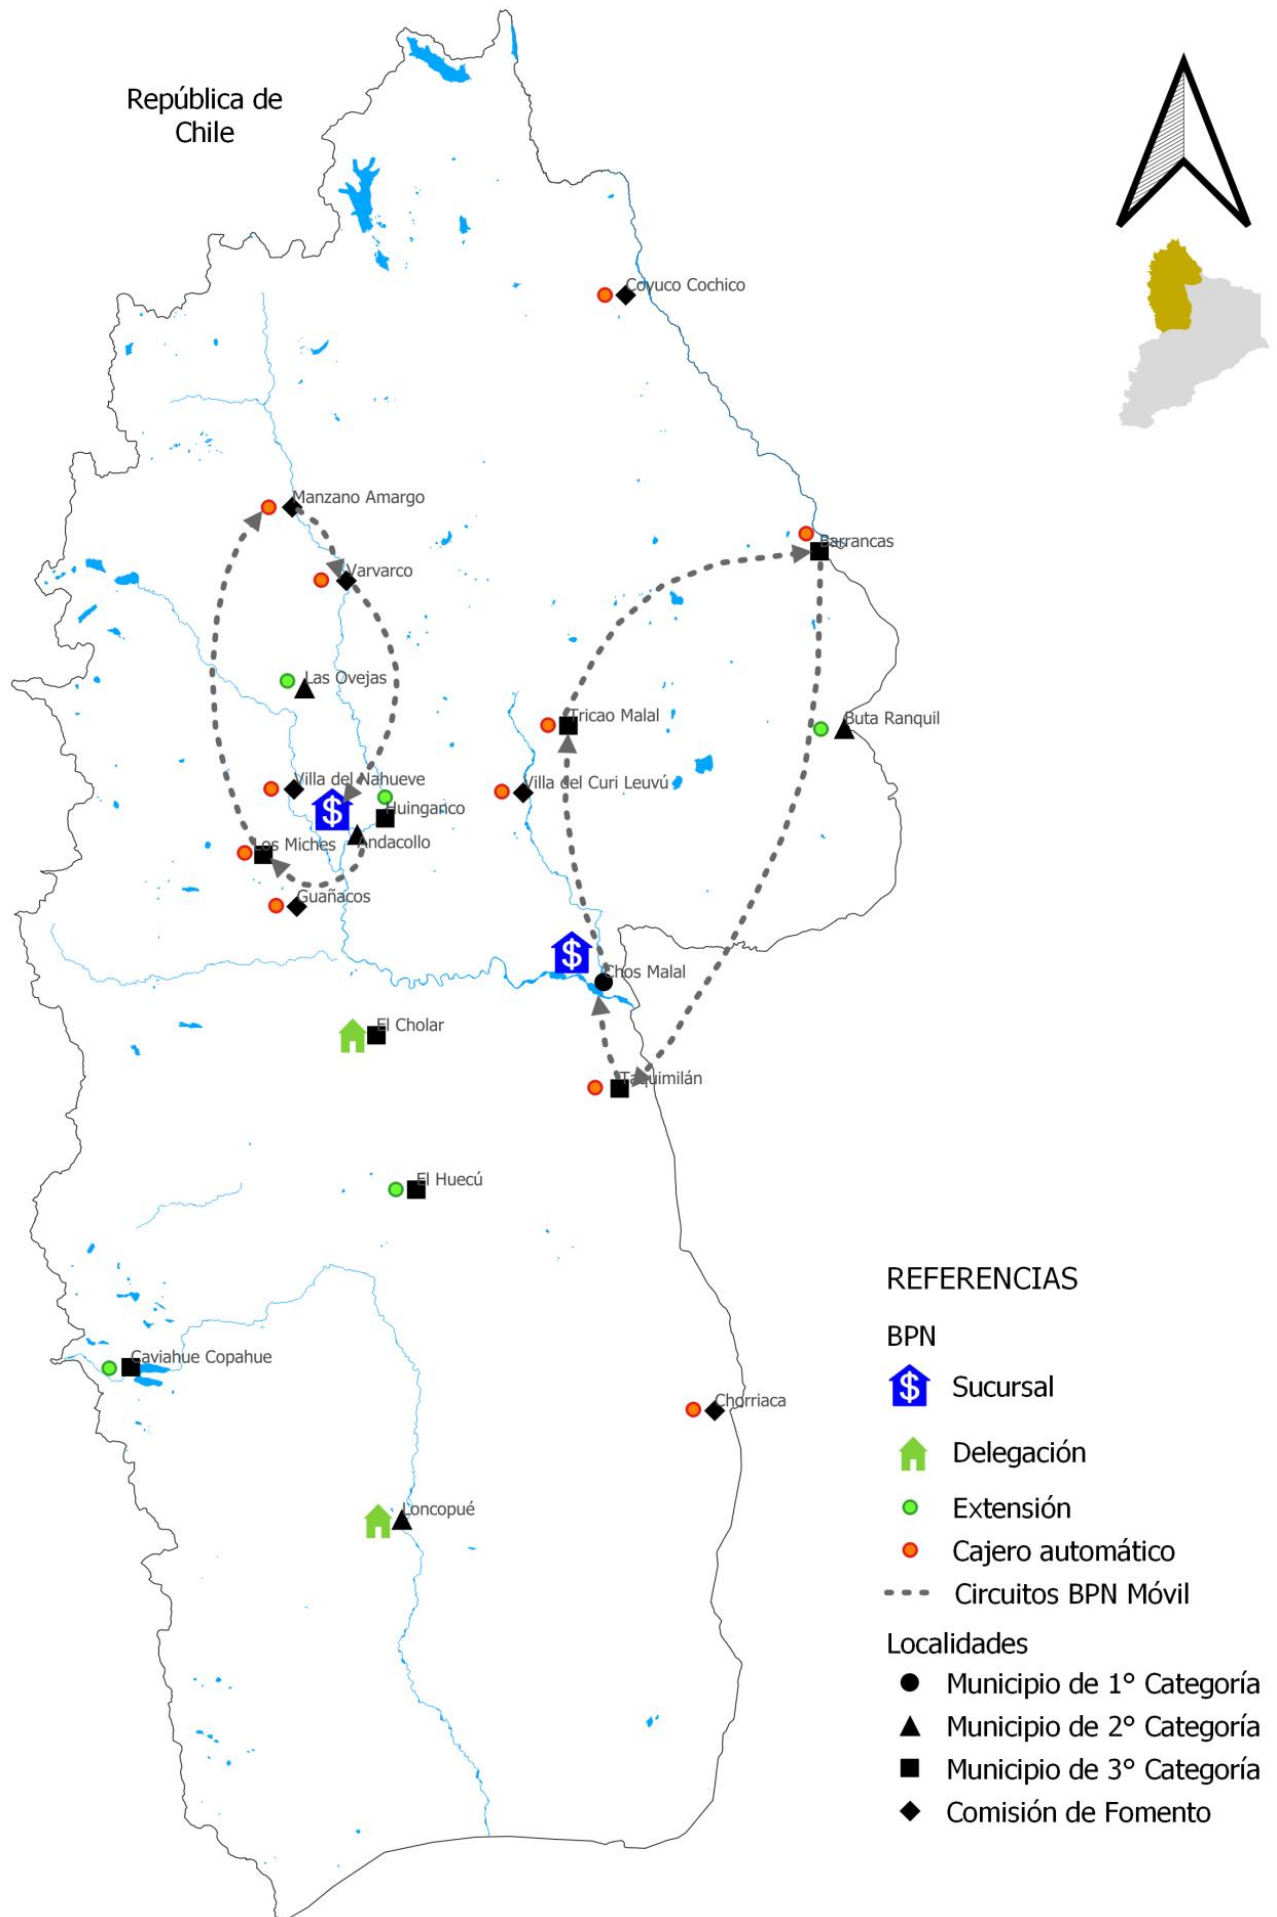 República de
Chile
Coyuco Cochico
Manzano Amargo
Barrancas
Varvarco
Las Ovejas
Tricao Malal
Buta Ranquil
Villa del Nahueve
Villa del Curi Leuvú
$
Huinganco
Los Miches
Andacollo
Guañacos
$
Chos Malal
El Cholar
Taquimilán
El Huecú
Caviahue Copahue
Chorriaca
Loncopué
REFERENCIAS
BPN
$ Sucursal
Delegación
Extensión
Cajero automático
Circuitos BPN Móvil
Localidades
Municipio de 1° Categoría
Municipio de 2° Categoría
Municipio de 3° Categoría
Comisión de Fomento